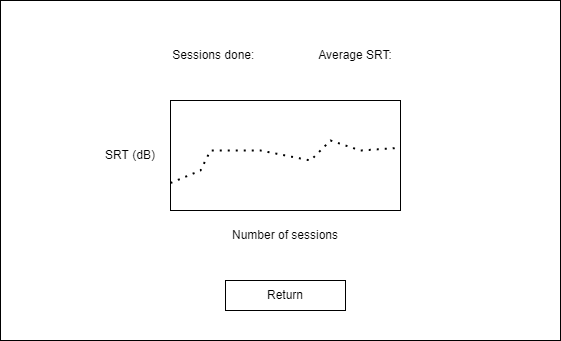 Sessions done:
Average SRT:
SRT (dB)
Number of sessions
Return